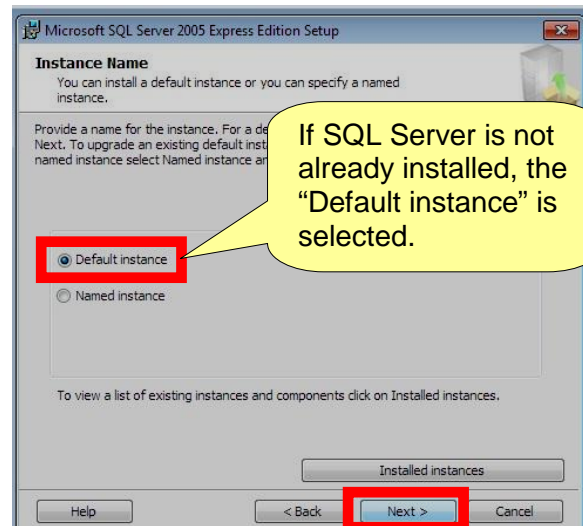 Microsoft SQL Server 2005 Express Edition Setup
Instance Name
You can install a default instance or you can specify a named
instance.
Provide a name for the instance. For a de
Next. To upgrade an existing default inst
named instance select Named instance an
If SQL Server is not
already installed, the
“Default instance” is
selected.
Default instance
Named instance
To view a list of existing instances and components click on Installed instances.
Installed instances
Help
< Back
Next >
Cancel